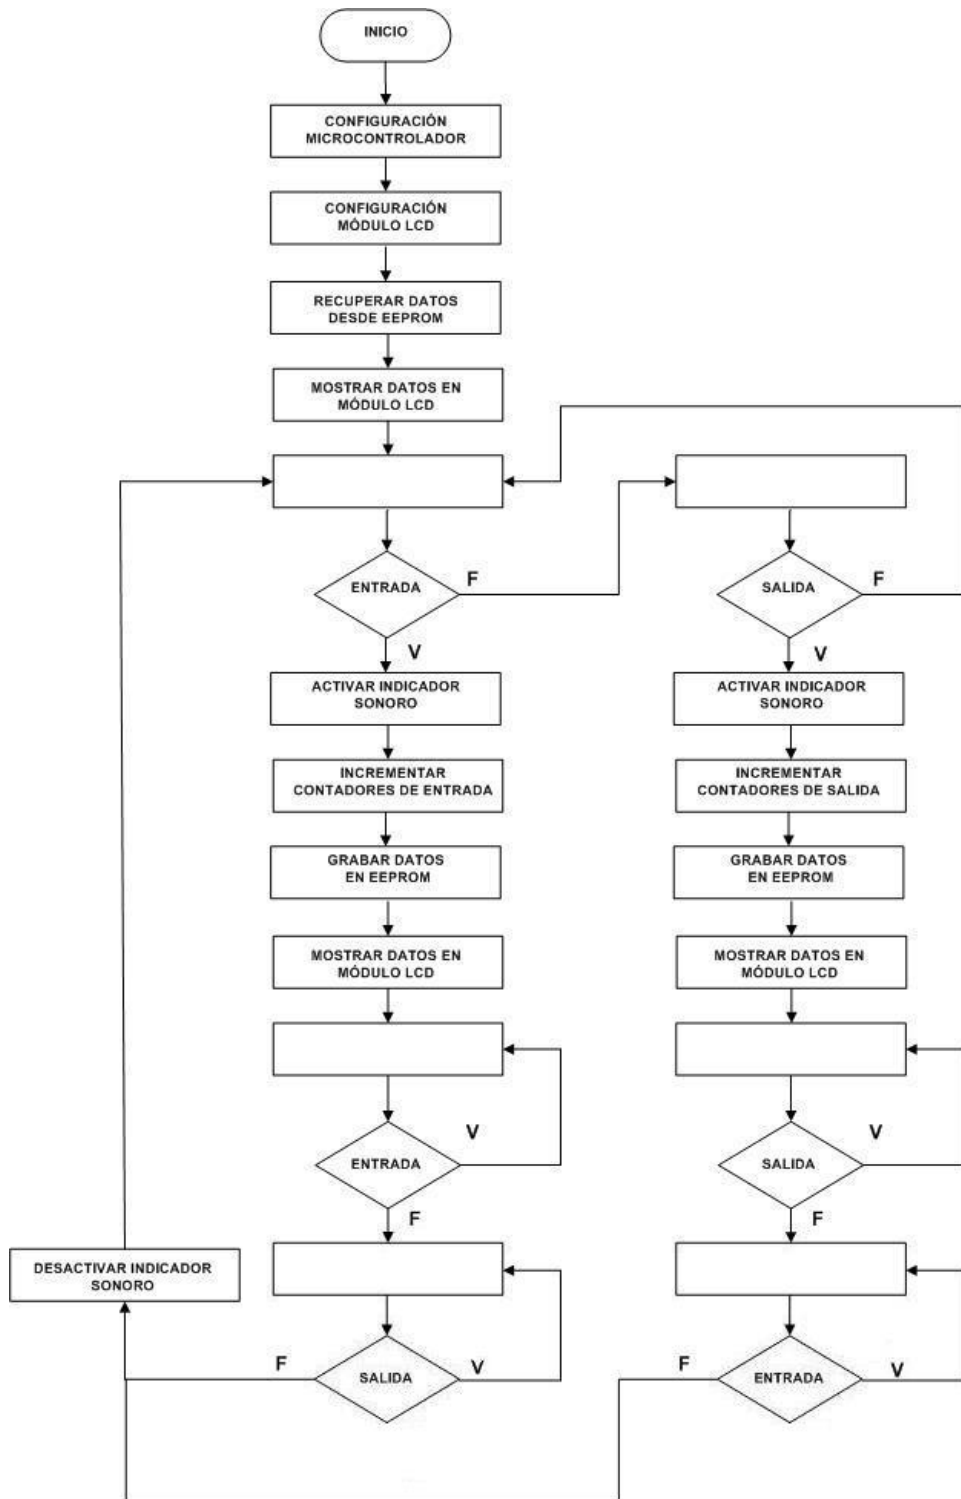 INICIO
CONFIGURACIÓN
MICROCONTROLADOR
CONFIGURACIÓN
MÓDULO LCD
RECUPERAR DATOS
DESDE EEPROM
MOSTRAR DATOS EN
MÓDULO LCD
ENTRADA
F
V
ACTIVAR INDICADOR
SONORO
INCREMENTAR
CONTADORES DE ENTRADA
GRABAR DATOS
EN EEPROM
MOSTRAR DATOS EN
MÓDULO LCD
ENTRADA
V
F
SALIDA
F
V
DESACTIVAR INDICADOR
SONORO
SALIDA
F
V
ACTIVAR INDICADOR
SONORO
INCREMENTAR
CONTADORES DE SALIDA
GRABAR DATOS
EN EEPROM
MOSTRAR DATOS EN
MÓDULO LCD
SALIDA
V
F
F
ENTRADA
V